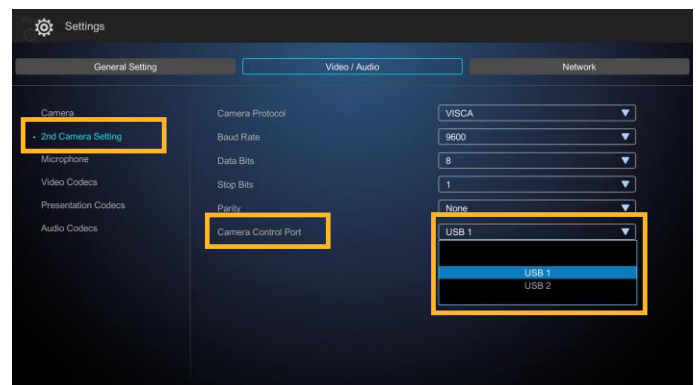 Settings
General Setting Video / Audio Network
Camera Camera Protocol VISCA
• 2nd Camera Setting Baud Rate 9600
Microphone Data Bits 8
Video Codecs Stop Bits 1
Presentation Codecs Parity None
Audio Codecs Camera Control Port USB 1
USB 1
USB 2